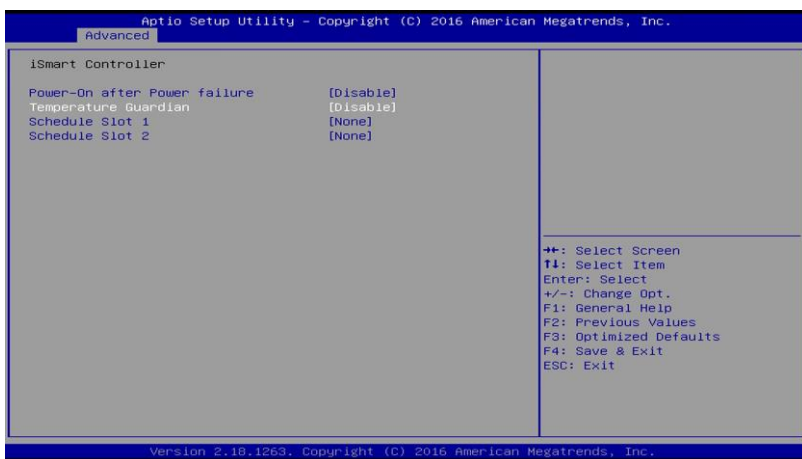 Aptio Setup Utility – Copyright (C) 2016 American Megatrends, Inc.
Advanced
iSmart Controller
Power-On after Power failure [Disable]
Temperature Guardian [Disable]
Schedule Slot 1 [None]
Schedule Slot 2 [None]
→←: Select Screen
↑↓: Select Item
Enter: Select
+/-: Change Opt.
F1: General Help
F2: Previous Values
F3: Optimized Defaults
F4: Save & Exit
ESC: Exit
Version 2.18.1263. Copyright (C) 2016 American Megatrends, Inc.